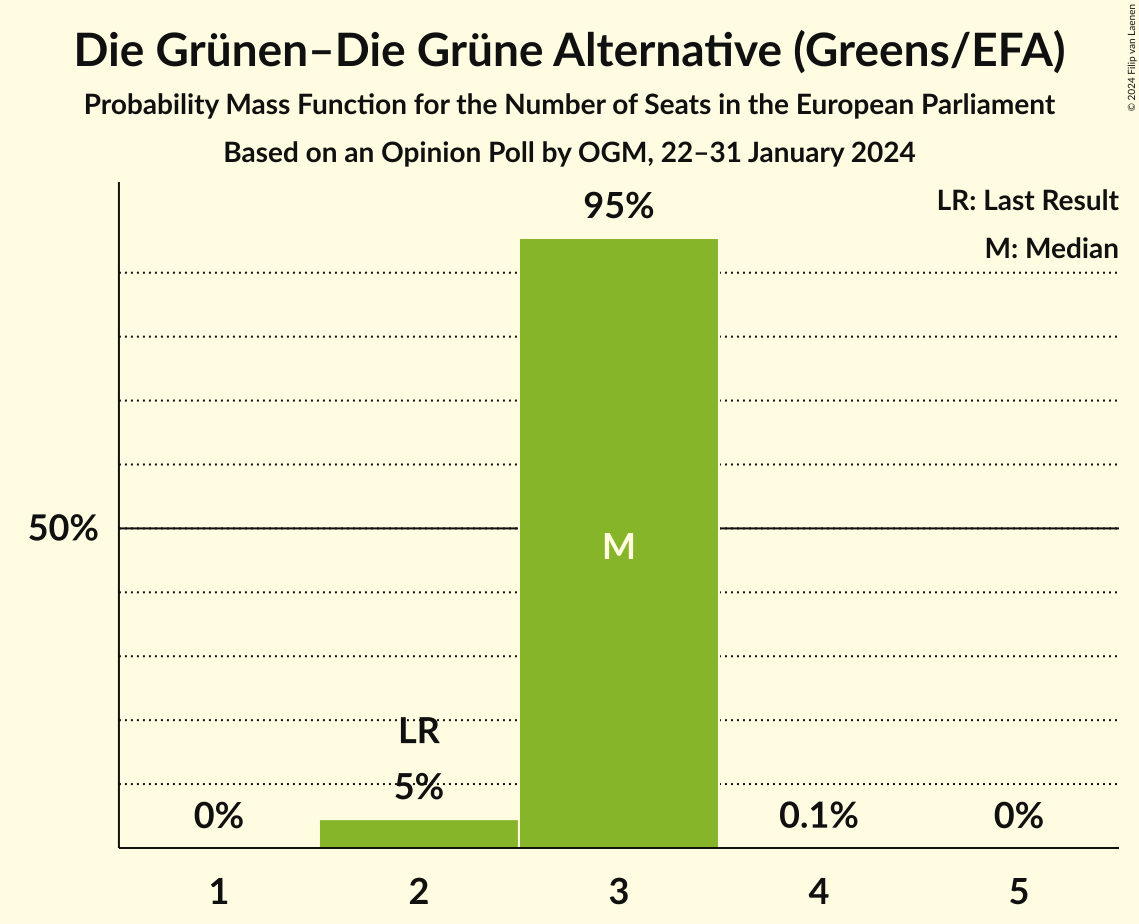 Die Grünen–Die Grüne Alternative (Greens/EFA)
Probability Mass Function for the Number of Seats in the European Parliament
Based on an Opinion Poll by OGM, 22–31 January 2024
© 2024 Filip van Laenen
LR: Last Result
M: Median
95%
50%
M
LR
5%
0%
0.1%
0%
1
2
3
4
5